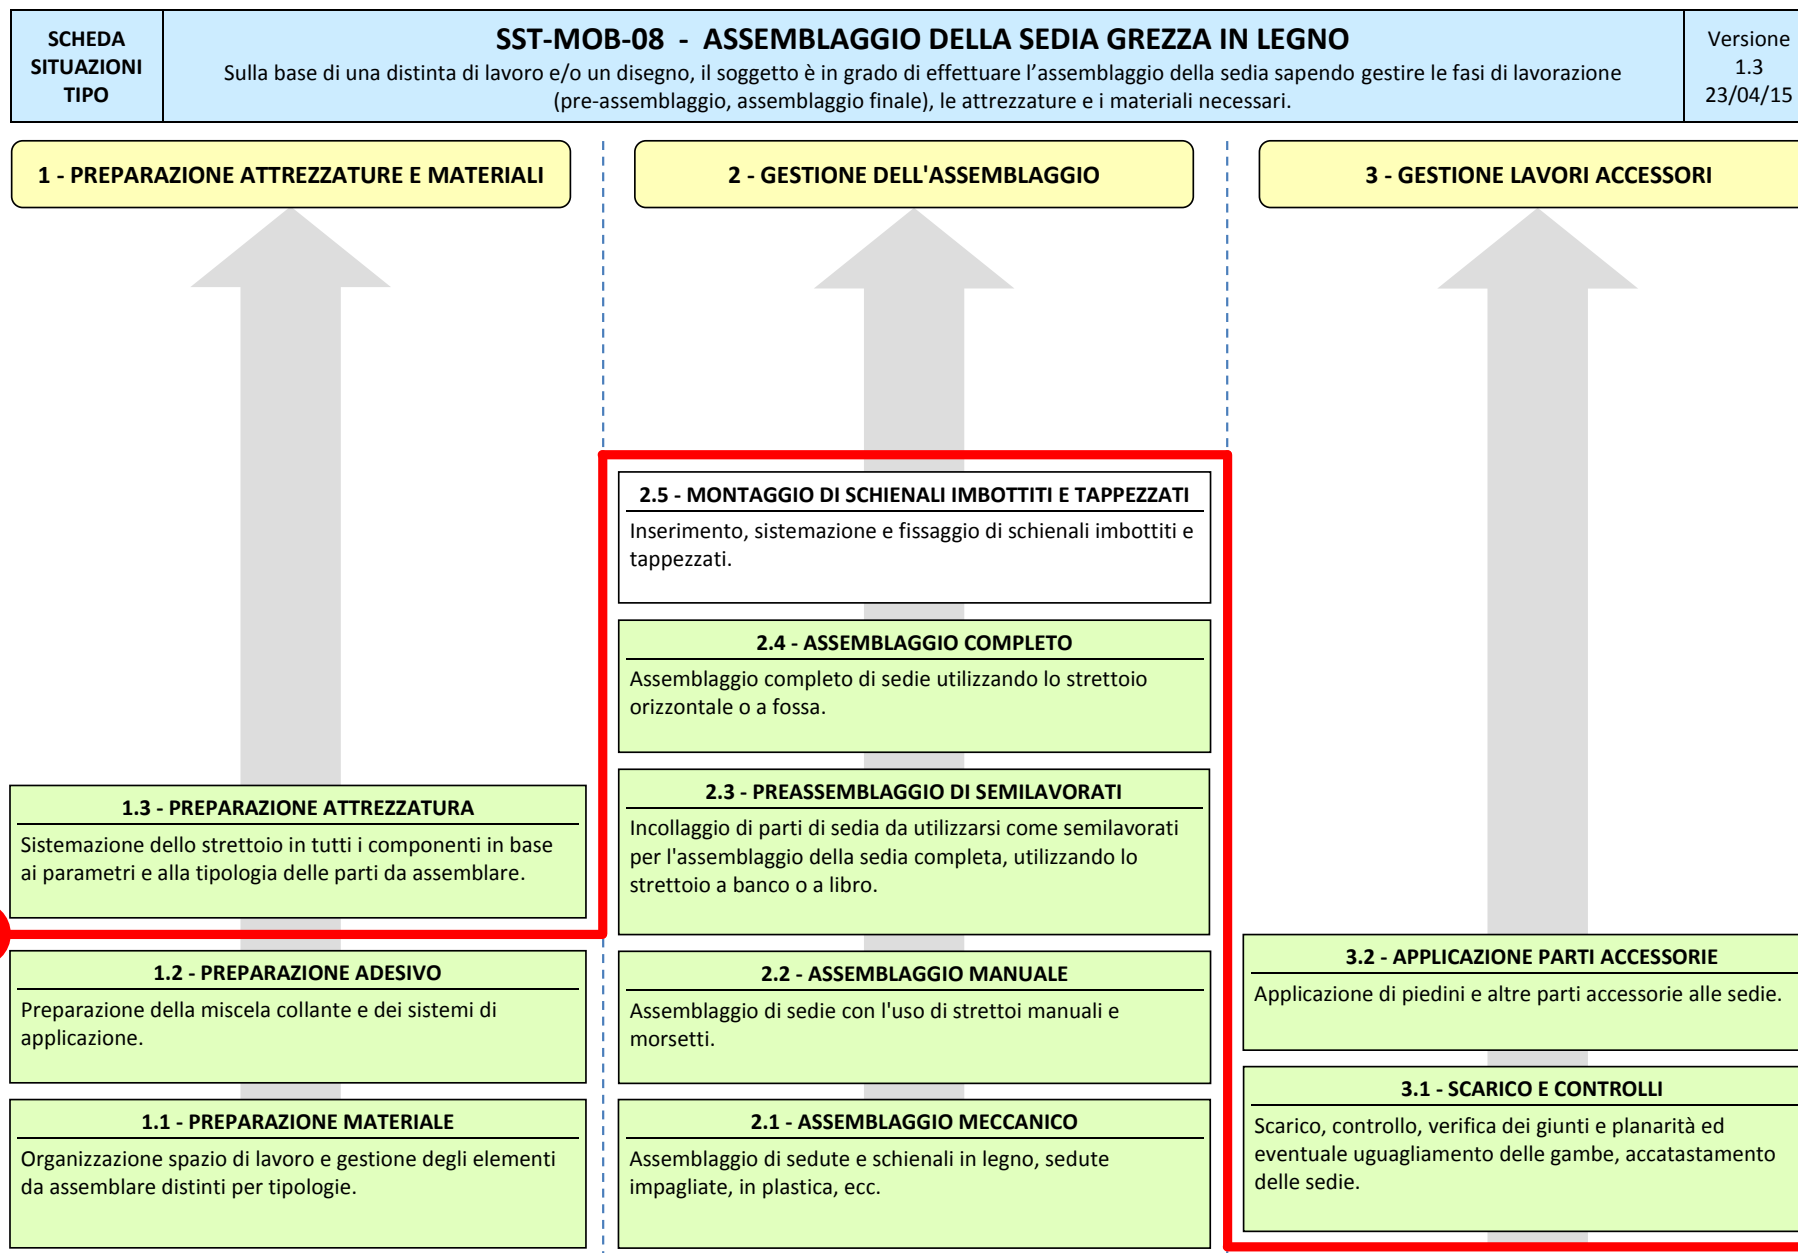 SCHEDA
SITUAZIONI
TIPO
SST-MOB-08 - ASSEMBLAGGIO DELLA SEDIA GREZZA IN LEGNO
Sulla base di una distinta di lavoro e/o un disegno, il soggetto è in grado di effettuare l’assemblaggio della sedia sapendo gestire le fasi di lavorazione
(pre-assemblaggio, assemblaggio finale), le attrezzature e i materiali necessari.
Versione
1.3
23/04/15
1 - PREPARAZIONE ATTREZZATURE E MATERIALI
1.3 - PREPARAZIONE ATTREZZATURA
Sistemazione dello strettoio in tutti i componenti in base
ai parametri e alla tipologia delle parti da assemblare.
1.2 - PREPARAZIONE ADESIVO
Preparazione della miscela collante e dei sistemi di
applicazione.
1.1 - PREPARAZIONE MATERIALE
Organizzazione spazio di lavoro e gestione degli elementi
da assemblare distinti per tipologie.
2 - GESTIONE DELL'ASSEMBLAGGIO
2.5 - MONTAGGIO DI SCHIENALI IMBOTTITI E TAPPEZZATI
Inserimento, sistemazione e fissaggio di schienali imbottiti e
tappezzati.
2.4 - ASSEMBLAGGIO COMPLETO
Assemblaggio completo di sedie utilizzando lo strettoio
orizzontale o a fossa.
2.3 - PREASSEMBLAGGIO DI SEMILAVORATI
Incollaggio di parti di sedia da utilizzarsi come semilavorati
per l'assemblaggio della sedia completa, utilizzando lo
strettoio a banco o a libro.
2.2 - ASSEMBLAGGIO MANUALE
Assemblaggio di sedie con l'uso di strettoi manuali e
morsetti.
2.1 - ASSEMBLAGGIO MECCANICO
Assemblaggio di sedute e schienali in legno, sedute
impagliate, in plastica, ecc.
3 - GESTIONE LAVORI ACCESSORI
3.2 - APPLICAZIONE PARTI ACCESSORIE
Applicazione di piedini e altre parti accessorie alle sedie.
3.1 - SCARICO E CONTROLLI
Scarico, controllo, verifica dei giunti e planarità ed
eventuale uguagliamento delle gambe, accatastamento
delle sedie.